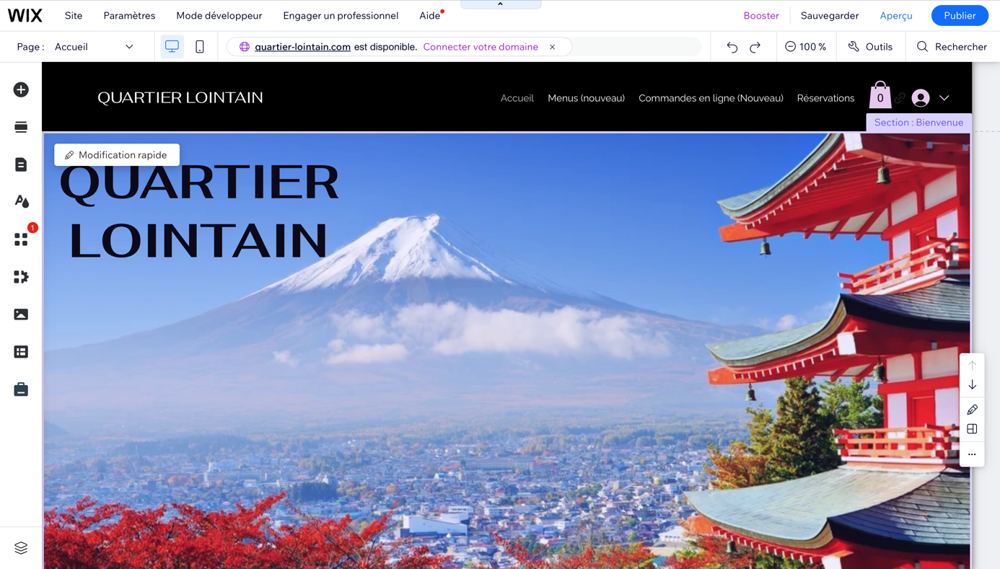 WIX Site Paramètres Mode développeur Engager un professionnel Aide Booster Sauvegarder Aperçu Publier
Page : Accueil quartier-lointain.com est disponible. Connecter votre domaine 100 % Outils Rechercher
QUARTIER LOINTAIN Accueil Menus (nouveau) Commandes en ligne (Nouveau) Réservations 0
Section : Bienvenue
Modification rapide
QUARTIER
LOINTAIN
1